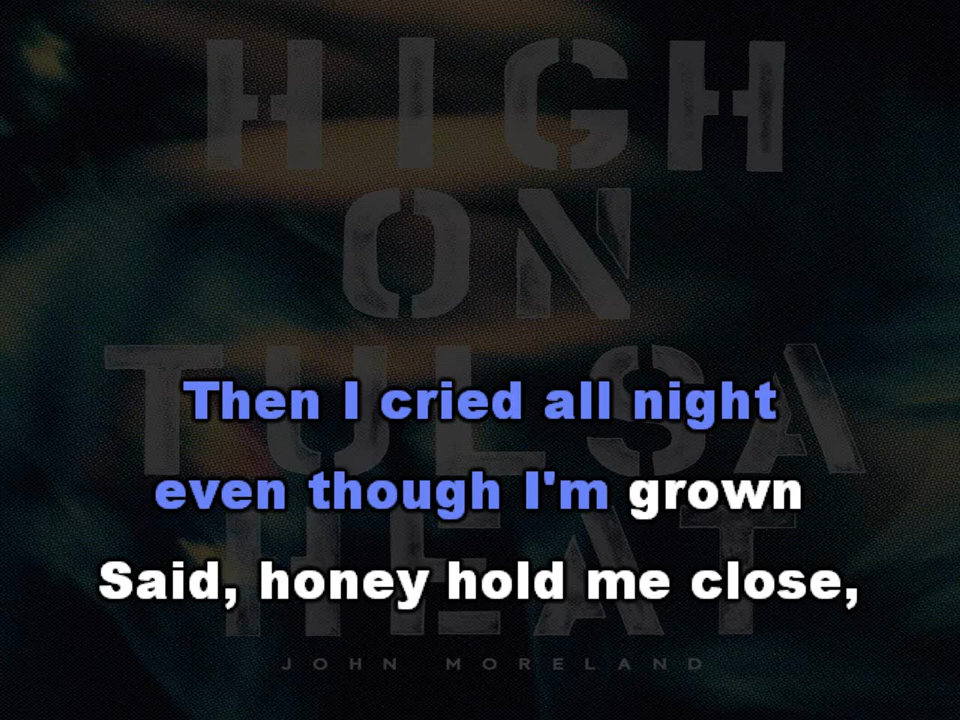 HIGH
ON
TULSA
Then I cried all night
even though I'm grown
HEAT
Said, honey hold me close,
JOHN MORELAND